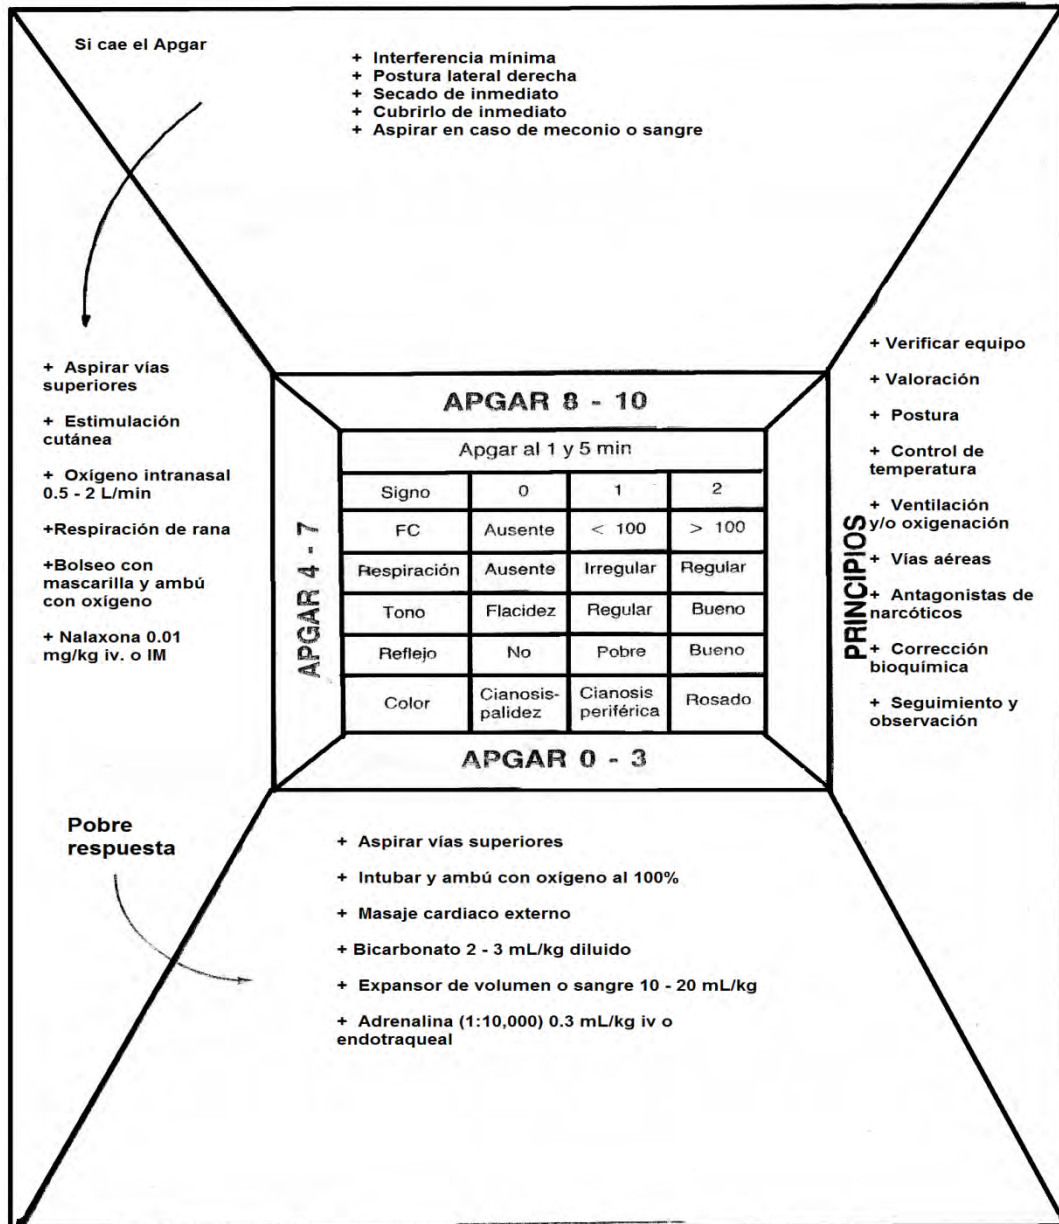 Si cae el Apgar
+ Interferencia mínima
+ Postura lateral derecha
+ Secado de inmediato
+ Cubrirlo de inmediato
+ Aspirar en caso de meconio o sangre
+ Aspirar vías
superiores
+ Estimulación
cutánea
+ Oxígeno intranasal
0.5 - 2 L/min
+Respiración de rana
+Bolseo con
mascarilla y ambú
con oxígeno
+ Nalaxona 0.01
mg/kg iv. o IM
APGAR 4 - 7
APGAR 8 - 10
Apgar al 1 y 5 min
Signo 0 1 2
FC Ausente < 100 > 100
Respiración Ausente Irregular Regular
Tono Flacidez Regular Bueno
Reflejo No Pobre Bueno
Color Cianosis- Cianosis Rosado
palidez periférica
APGAR 0 - 3
PRINCIPIOS
+ Verificar equipo
+ Valoración
+ Postura
+ Control de
temperatura
+ Ventilación
y/o oxigenación
+ Vías aéreas
+ Antagonistas de
narcóticos
+ Corrección
bioquímica
+ Seguimiento y
observación
Pobre
respuesta
+ Aspirar vías superiores
+ Intubar y ambú con oxígeno al 100%
+ Masaje cardiaco externo
+ Bicarbonato 2 - 3 mL/kg diluido
+ Expansor de volumen o sangre 10 - 20 mL/kg
+ Adrenalina (1:10,000) 0.3 mL/kg iv o
endotraqueal